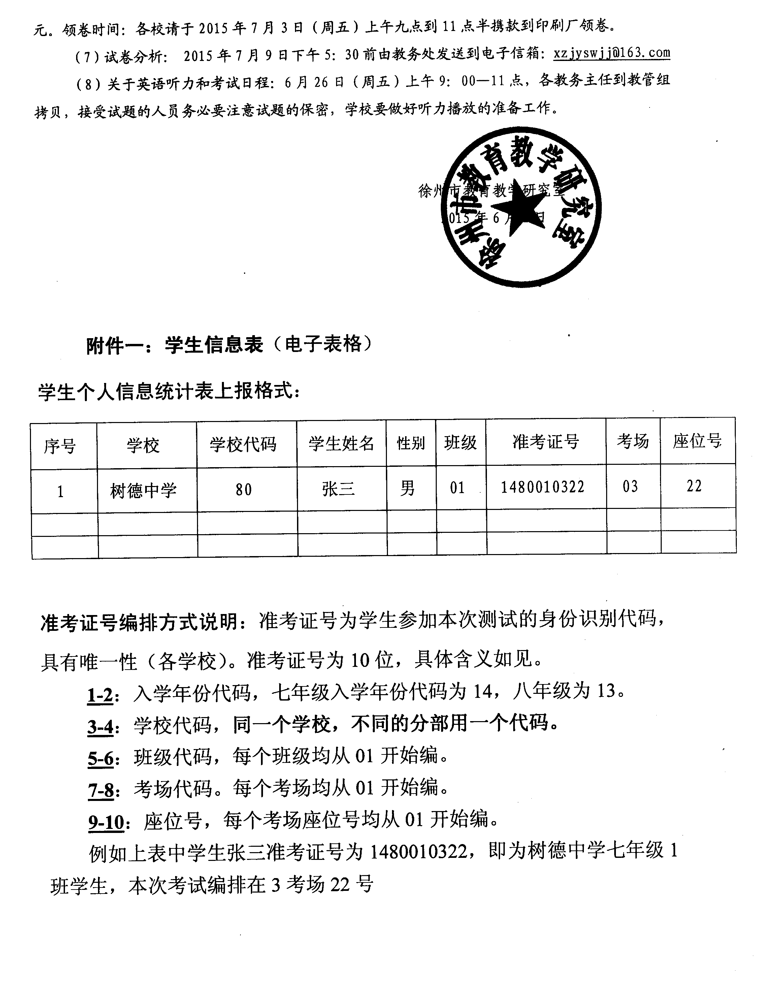 元。领卷时间：各校请于 2015 年 7 月 3 日（周五）上午九点到 11 点半携款到印刷厂领卷。
（7）试卷分析： 2015 年 7 月 9 日下午 5：30 前由教务处发送到电子信箱：xzjyswjj@163.com
（8）关于英语听力和考试日程：6 月 26 日（周五）上午 9：00—11 点，各教务主任到教管组
拷贝，接受试题的人员务必要注意试题的保密，学校要做好听力播放的准备工作。
徐州市教育教学研究室
徐州市教育教学研究室
2015 年 6 月 日
附件一：学生信息表（电子表格）
学生个人信息统计表上报格式：
序号 学校 学校代码 学生姓名 性别 班级 准考证号 考场 座位号
1 树德中学 80 张三 男 01 1480010322 03 22
准考证号编排方式说明：准考证号为学生参加本次测试的身份识别代码，
具有唯一性（各学校）。准考证号为 10 位，具体含义如见。
1-2：入学年份代码，七年级入学年份代码为 14，八年级为 13。
3-4：学校代码，同一个学校，不同的分部用一个代码。
5-6：班级代码，每个班级均从 01 开始编。
7-8：考场代码。每个考场均从 01 开始编。
9-10：座位号，每个考场座位号均从 01 开始编。
例如上表中学生张三准考证号为 1480010322，即为树德中学七年级 1
班学生，本次考试编排在 3 考场 22 号